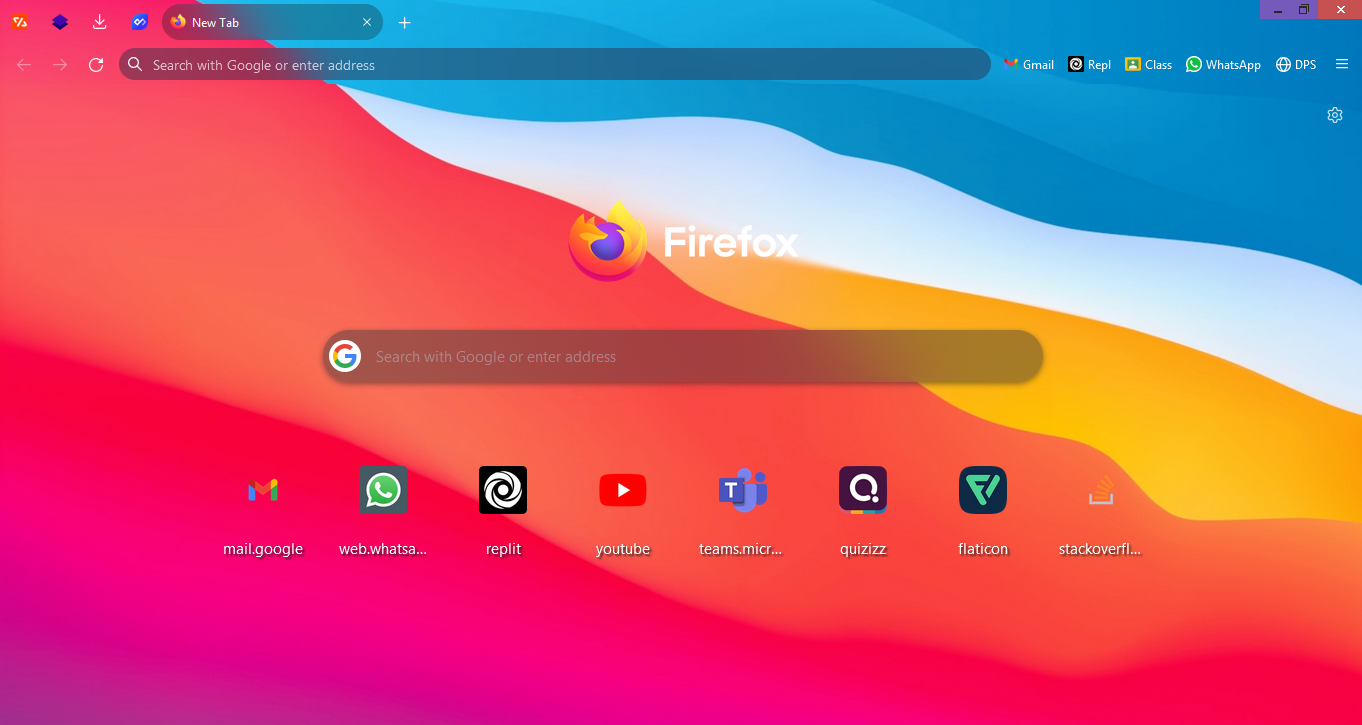 New Tab
Search with Google or enter address
Gmail
Repl
Class
WhatsApp
DPS
Firefox
Search with Google or enter address
mail.google
web.whatsa...
replit
youtube
teams.micr...
quizizz
flaticon
stackoverfl...